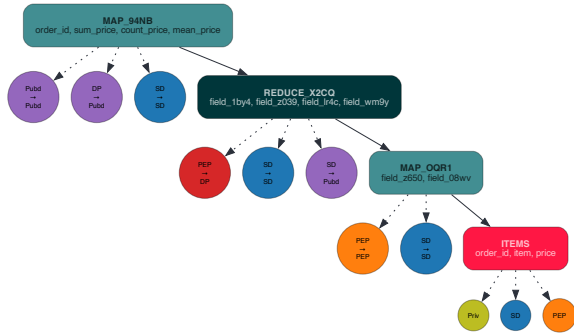 MAP_94NB
order_id, sum_price, count_price, mean_price
Pubd
→
Pubd
DP
→
Pubd
SD
→
SD
REDUCE_X2CQ
field_1by4, field_z039, field_lr4c, field_wm9y
PEP
→
DP
SD
→
SD
SD
→
Pubd
MAP_OQR1
field_z650, field_08wv
PEP
→
PEP
SD
→
SD
ITEMS
order_id, item, price
Priv
SD
PEP